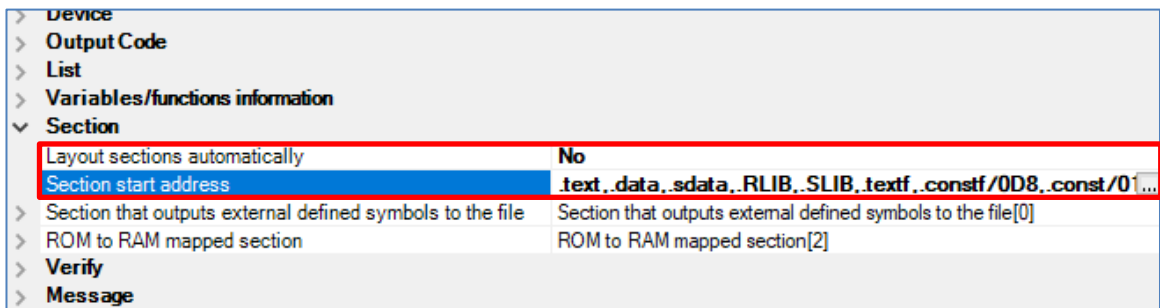 Device
Output Code
List
Variables/functions information
Section
Layout sections automatically No
Section start address .text,.data,.sdata,.RLIB,.SLIB,.textf,.constf/0D8,.const/01...
Section that outputs external defined symbols to the file Section that outputs external defined symbols to the file[0]
ROM to RAM mapped section ROM to RAM mapped section[2]
Verify
Message